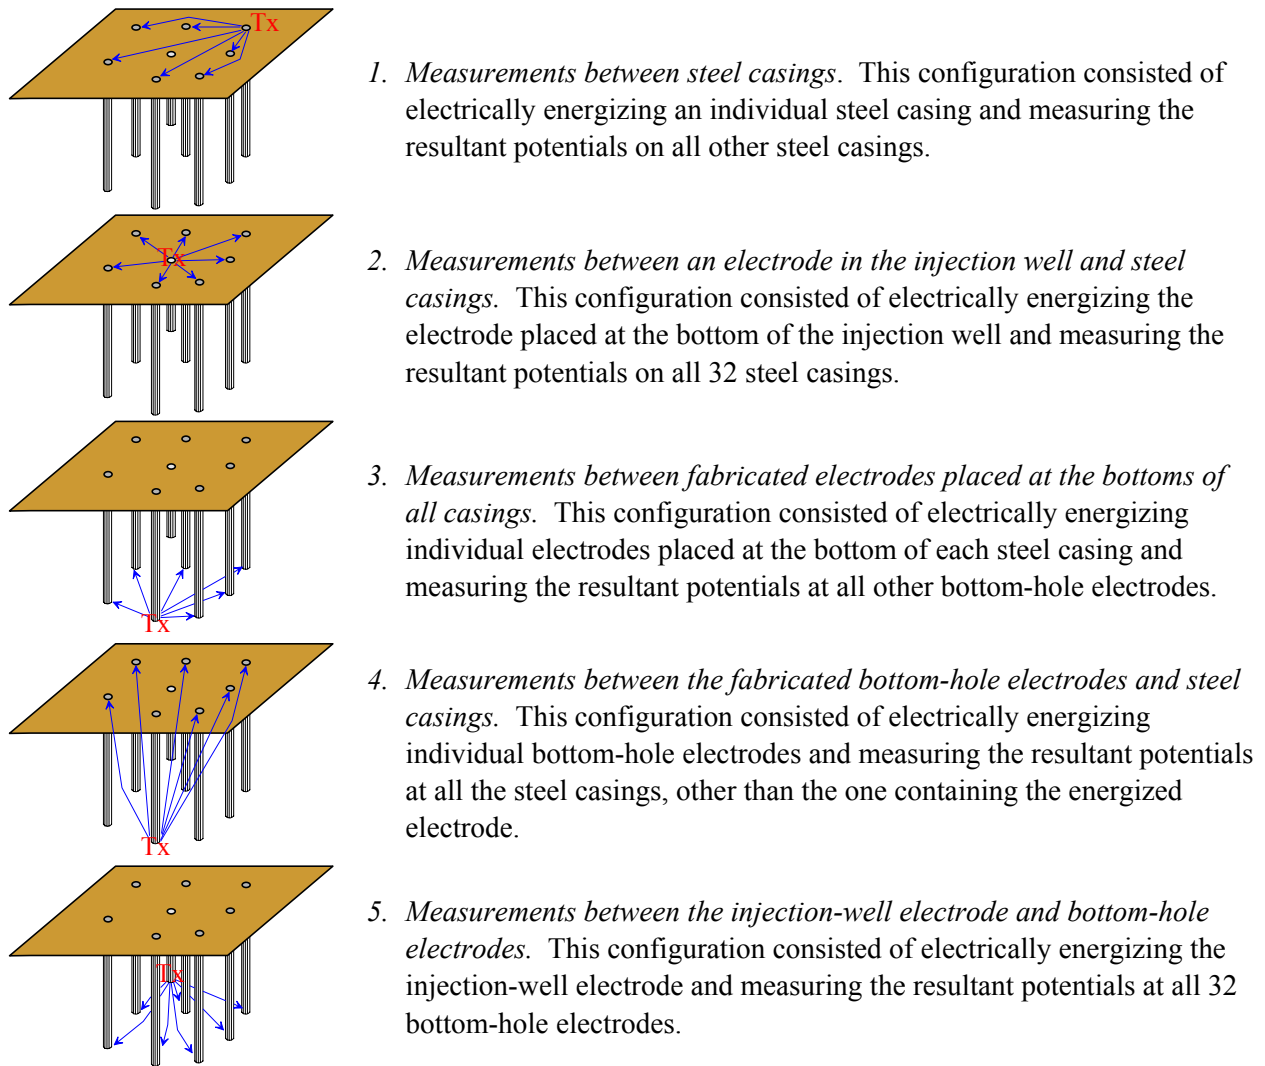 Tx
1. Measurements between steel casings. This configuration consisted of
electrically energizing an individual steel casing and measuring the
resultant potentials on all other steel casings.
Tx
2. Measurements between an electrode in the injection well and steel
casings. This configuration consisted of electrically energizing the
electrode placed at the bottom of the injection well and measuring the
resultant potentials on all 32 steel casings.
3. Measurements between fabricated electrodes placed at the bottoms of
all casings. This configuration consisted of electrically energizing
individual electrodes placed at the bottom of each steel casing and
measuring the resultant potentials at all other bottom-hole electrodes.
Tx
4. Measurements between the fabricated bottom-hole electrodes and steel
casings. This configuration consisted of electrically energizing
individual bottom-hole electrodes and measuring the resultant potentials
at all the steel casings, other than the one containing the energized
electrode.
Tx
5. Measurements between the injection-well electrode and bottom-hole
electrodes. This configuration consisted of electrically energizing the
injection-well electrode and measuring the resultant potentials at all 32
bottom-hole electrodes.
Tx